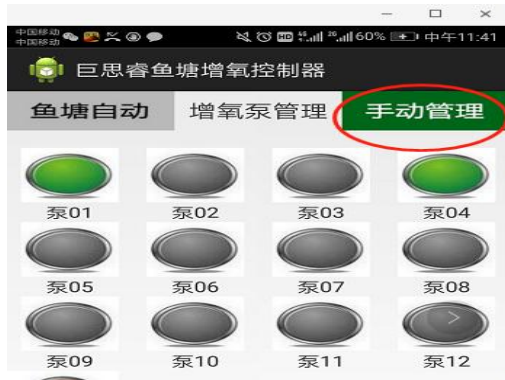 中国移动
中国移动 HD 4G 2G 60% 中午11:41
巨思睿鱼塘增氧控制器
鱼塘自动 增氧泵管理 手动管理
泵01 泵02 泵03 泵04
泵05 泵06 泵07 泵08
泵09 泵10 泵11 泵12